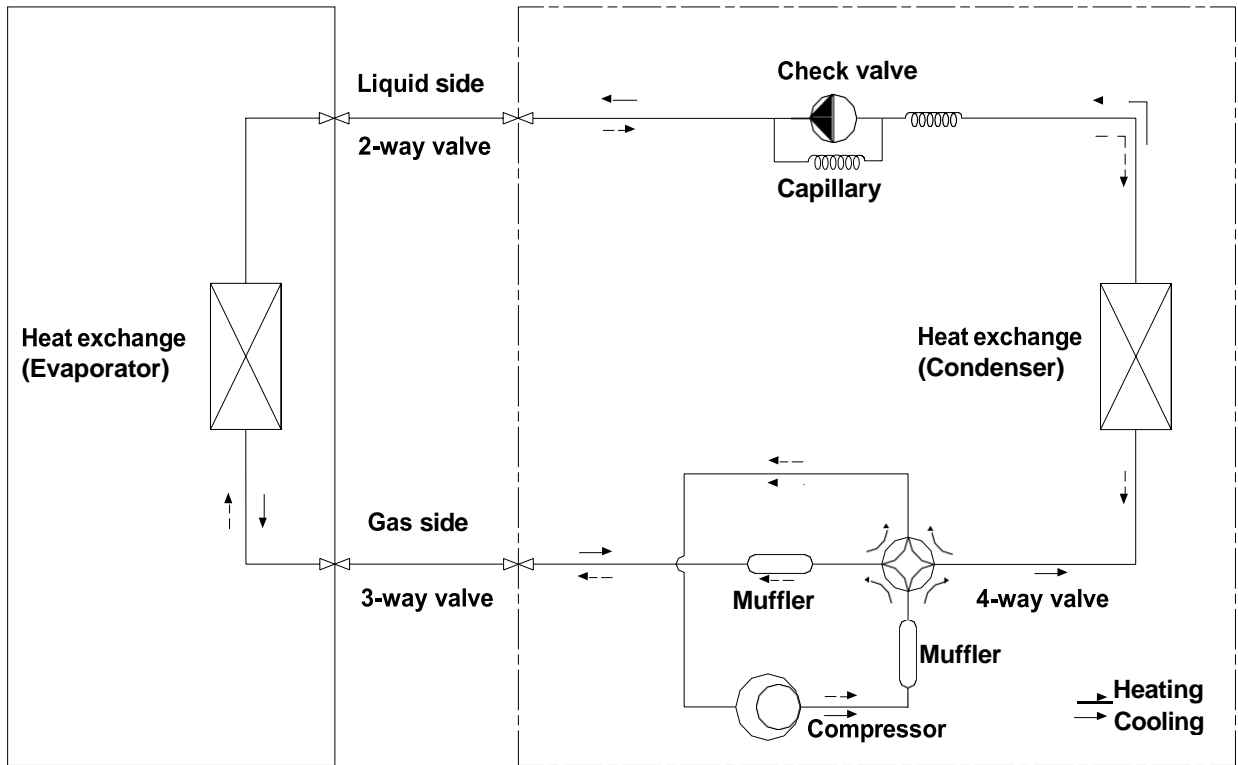 Check valve
Liquid side
2-way valve
Capillary
Heat exchange
(Evaporator)
Heat exchange
(Condenser)
Gas side
3-way valve
Muffler
4-way valve
Muffler
Compressor
Heating
Cooling